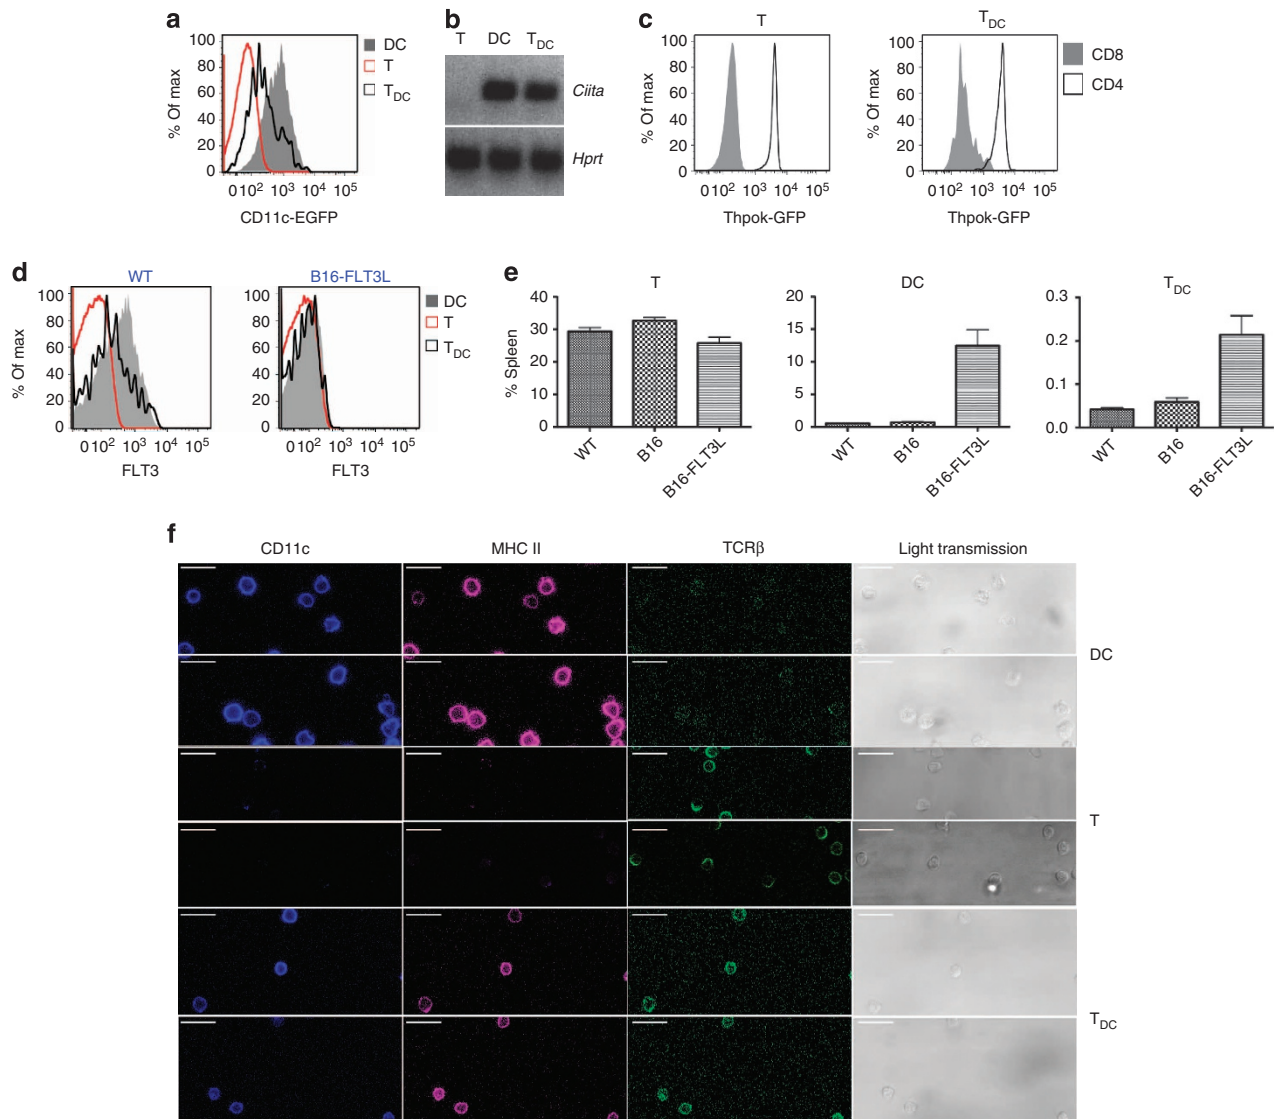 a
100
80
60
40
20
0
% Of max
0 10² 10³ 10⁴ 10⁵
CD11c-EGFP
DC
T
T_DC
b
T DC T_DC
Ciita
Hprt
c
T
100
80
60
40
20
0
% Of max
0 10² 10³ 10⁴ 10⁵
Thpok-GFP
T_DC
100
80
60
40
20
0
% Of max
0 10² 10³ 10⁴ 10⁵
Thpok-GFP
CD8
CD4
d
WT
100
80
60
40
20
0
% Of max
0 10² 10³ 10⁴ 10⁵
FLT3
B16-FLT3L
100
80
60
40
20
0
0 10² 10³ 10⁴ 10⁵
FLT3
DC
T
T_DC
e
T
40
30
20
10
0
% Spleen
WT
B16
B16-FLT3L
DC
20
15
10
5
0
WT
B16
B16-FLT3L
T_DC
0.3
0.2
0.1
0.0
WT
B16
B16-FLT3L
f
CD11c MHC II TCRβ Light transmission
DC
T
T_DC